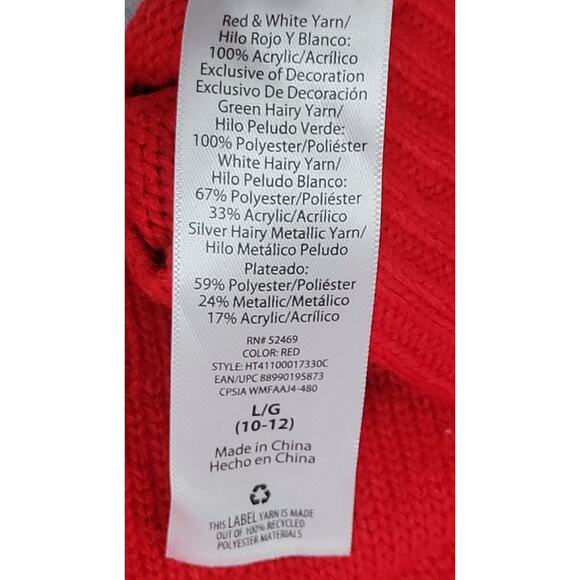 Red & White Yarn/
Hilo Rojo Y Blanco:
100% Acrylic/Acrílico
Exclusive of Decoration
Exclusivo De Decoración
Green Hairy Yarn/
Hilo Peludo Verde:
100% Polyester/Poliéster
White Hairy Yarn/
Hilo Peludo Blanco:
67% Polyester/Poliéster
33% Acrylic/Acrílico
Silver Hairy Metallic Yarn/
Hilo Metálico Peludo
Plateado:
59% Polyester/Poliéster
24% Metallic/Metálico
17% Acrylic/Acrílico
RN# 52469
COLOR: RED
STYLE: HT41100017330C
EAN/UPC 88990195873
CPSIA WMFAAJ4-480
L/G
(10-12)
Made in China
Hecho en China
THIS LABEL YARN IS MADE
OUT OF 100% RECYCLED
POLYESTER MATERIALS